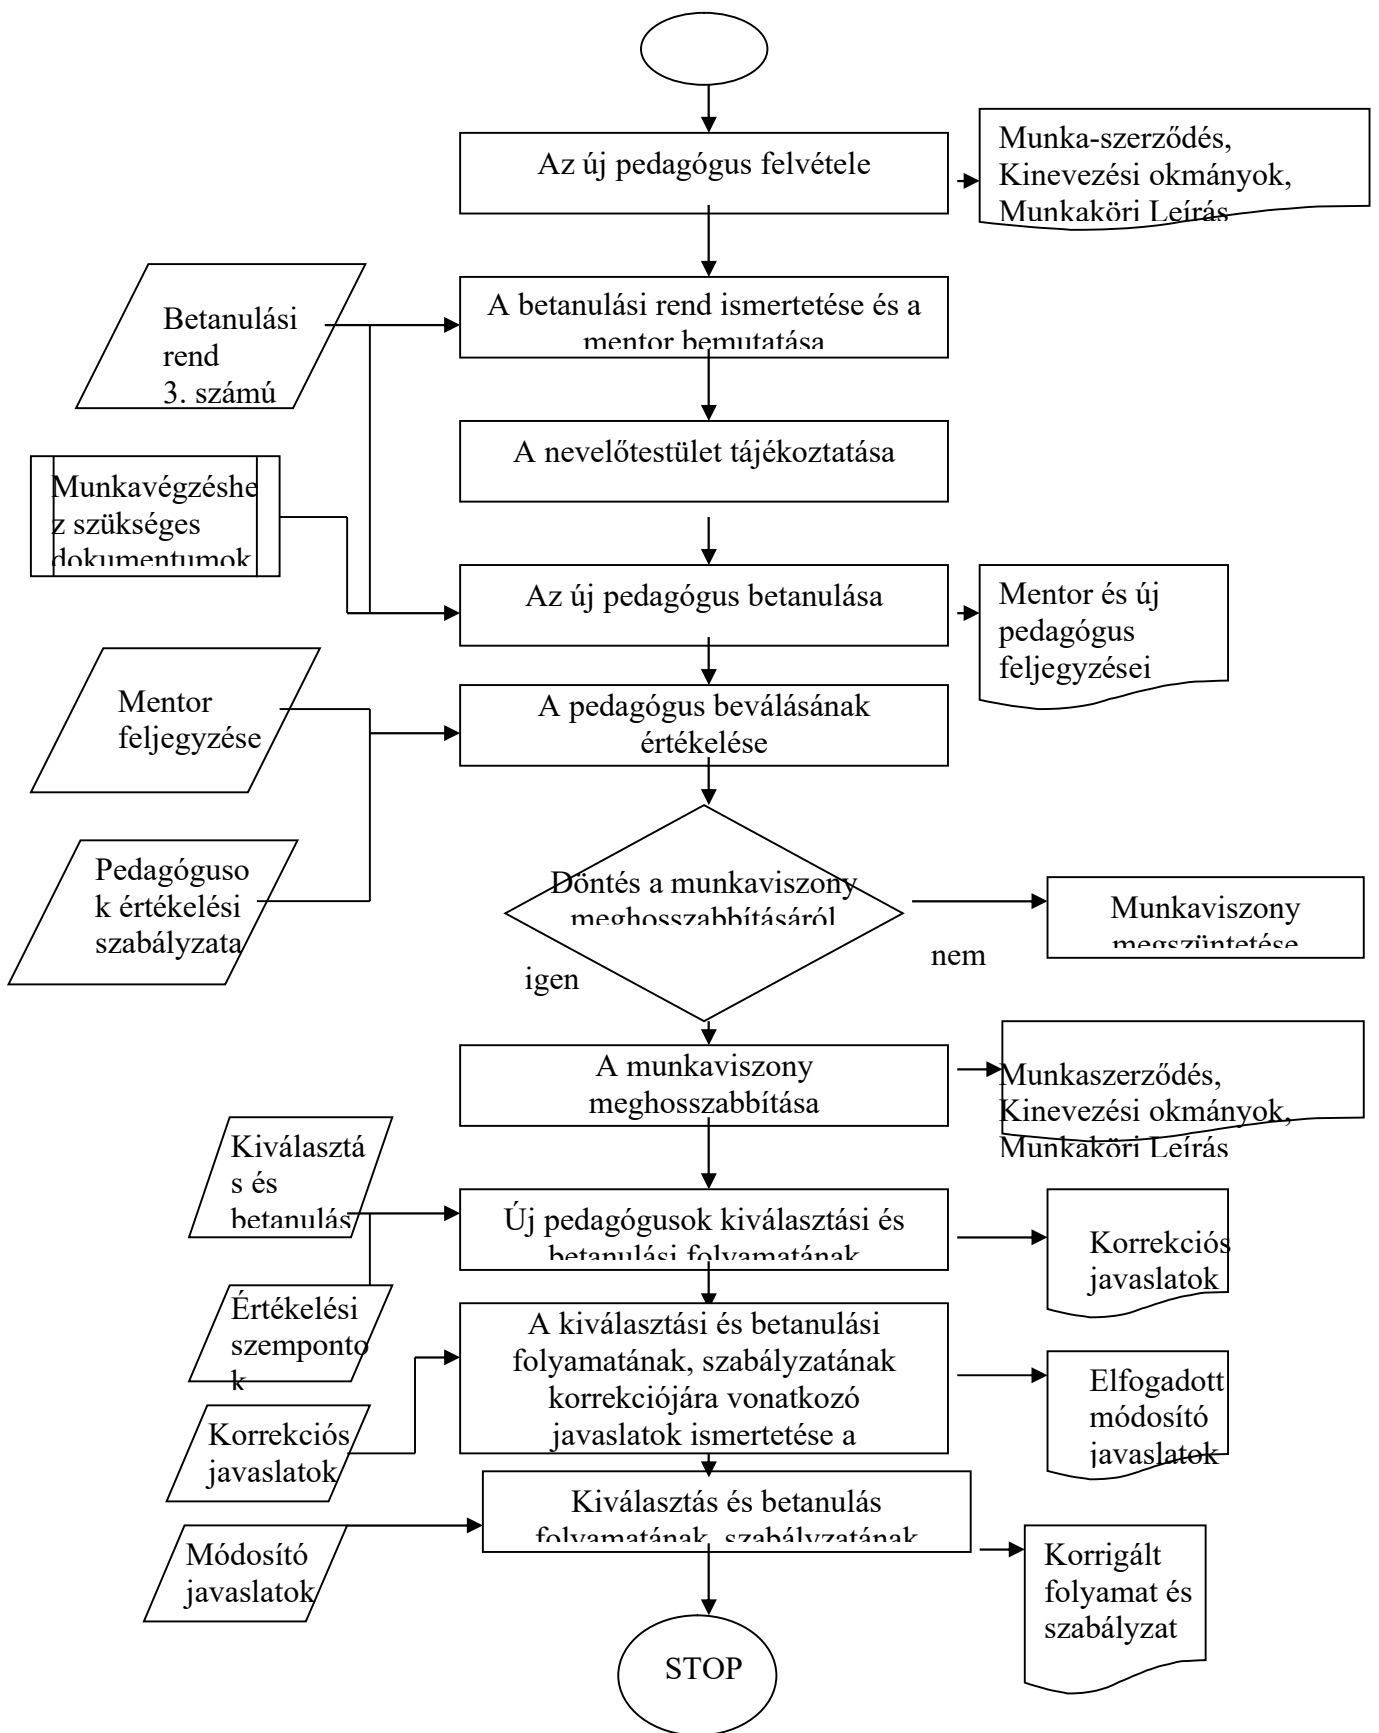 Az új pedagógus felvétele
Munka-szerződés,
Kinevezési okmányok,
Munkaköri Leírás
A betanulási rend ismertetése és a
mentor bemutatása
Betanulási
rend
3. számú
A nevelőtestület tájékoztatása
Munkavégzéshe
z szükséges
dokumentumok
Az új pedagógus betanulása
Mentor és új
pedagógus
feljegyzései
Mentor
feljegyzése
A pedagógus beválásának
értékelése
Pedagóguso
k értékelési
szabályzata
Döntés a munkaviszony
meghosszabbításáról
Munkaviszony
megszüntetése
nem
igen
A munkaviszony
meghosszabbítása
Munkaszerződés,
Kinevezési okmányok,
Munkaköri Leírás
Kiválasztá
s és
betanulás
Új pedagógusok kiválasztási és
betanulási folyamatának
Korrekciós
javaslatok
Értékelési
szemponto
k
A kiválasztási és betanulási
folyamatának, szabályzatának
korrekciójára vonatkozó
javaslatok ismertetése a
Elfogadott
módosító
javaslatok
Korrekciós
javaslatok
Kiválasztás és betanulás
folyamatának, szabályzatának
Módosító
javaslatok
Korrigált
folyamat és
szabályzat
STOP